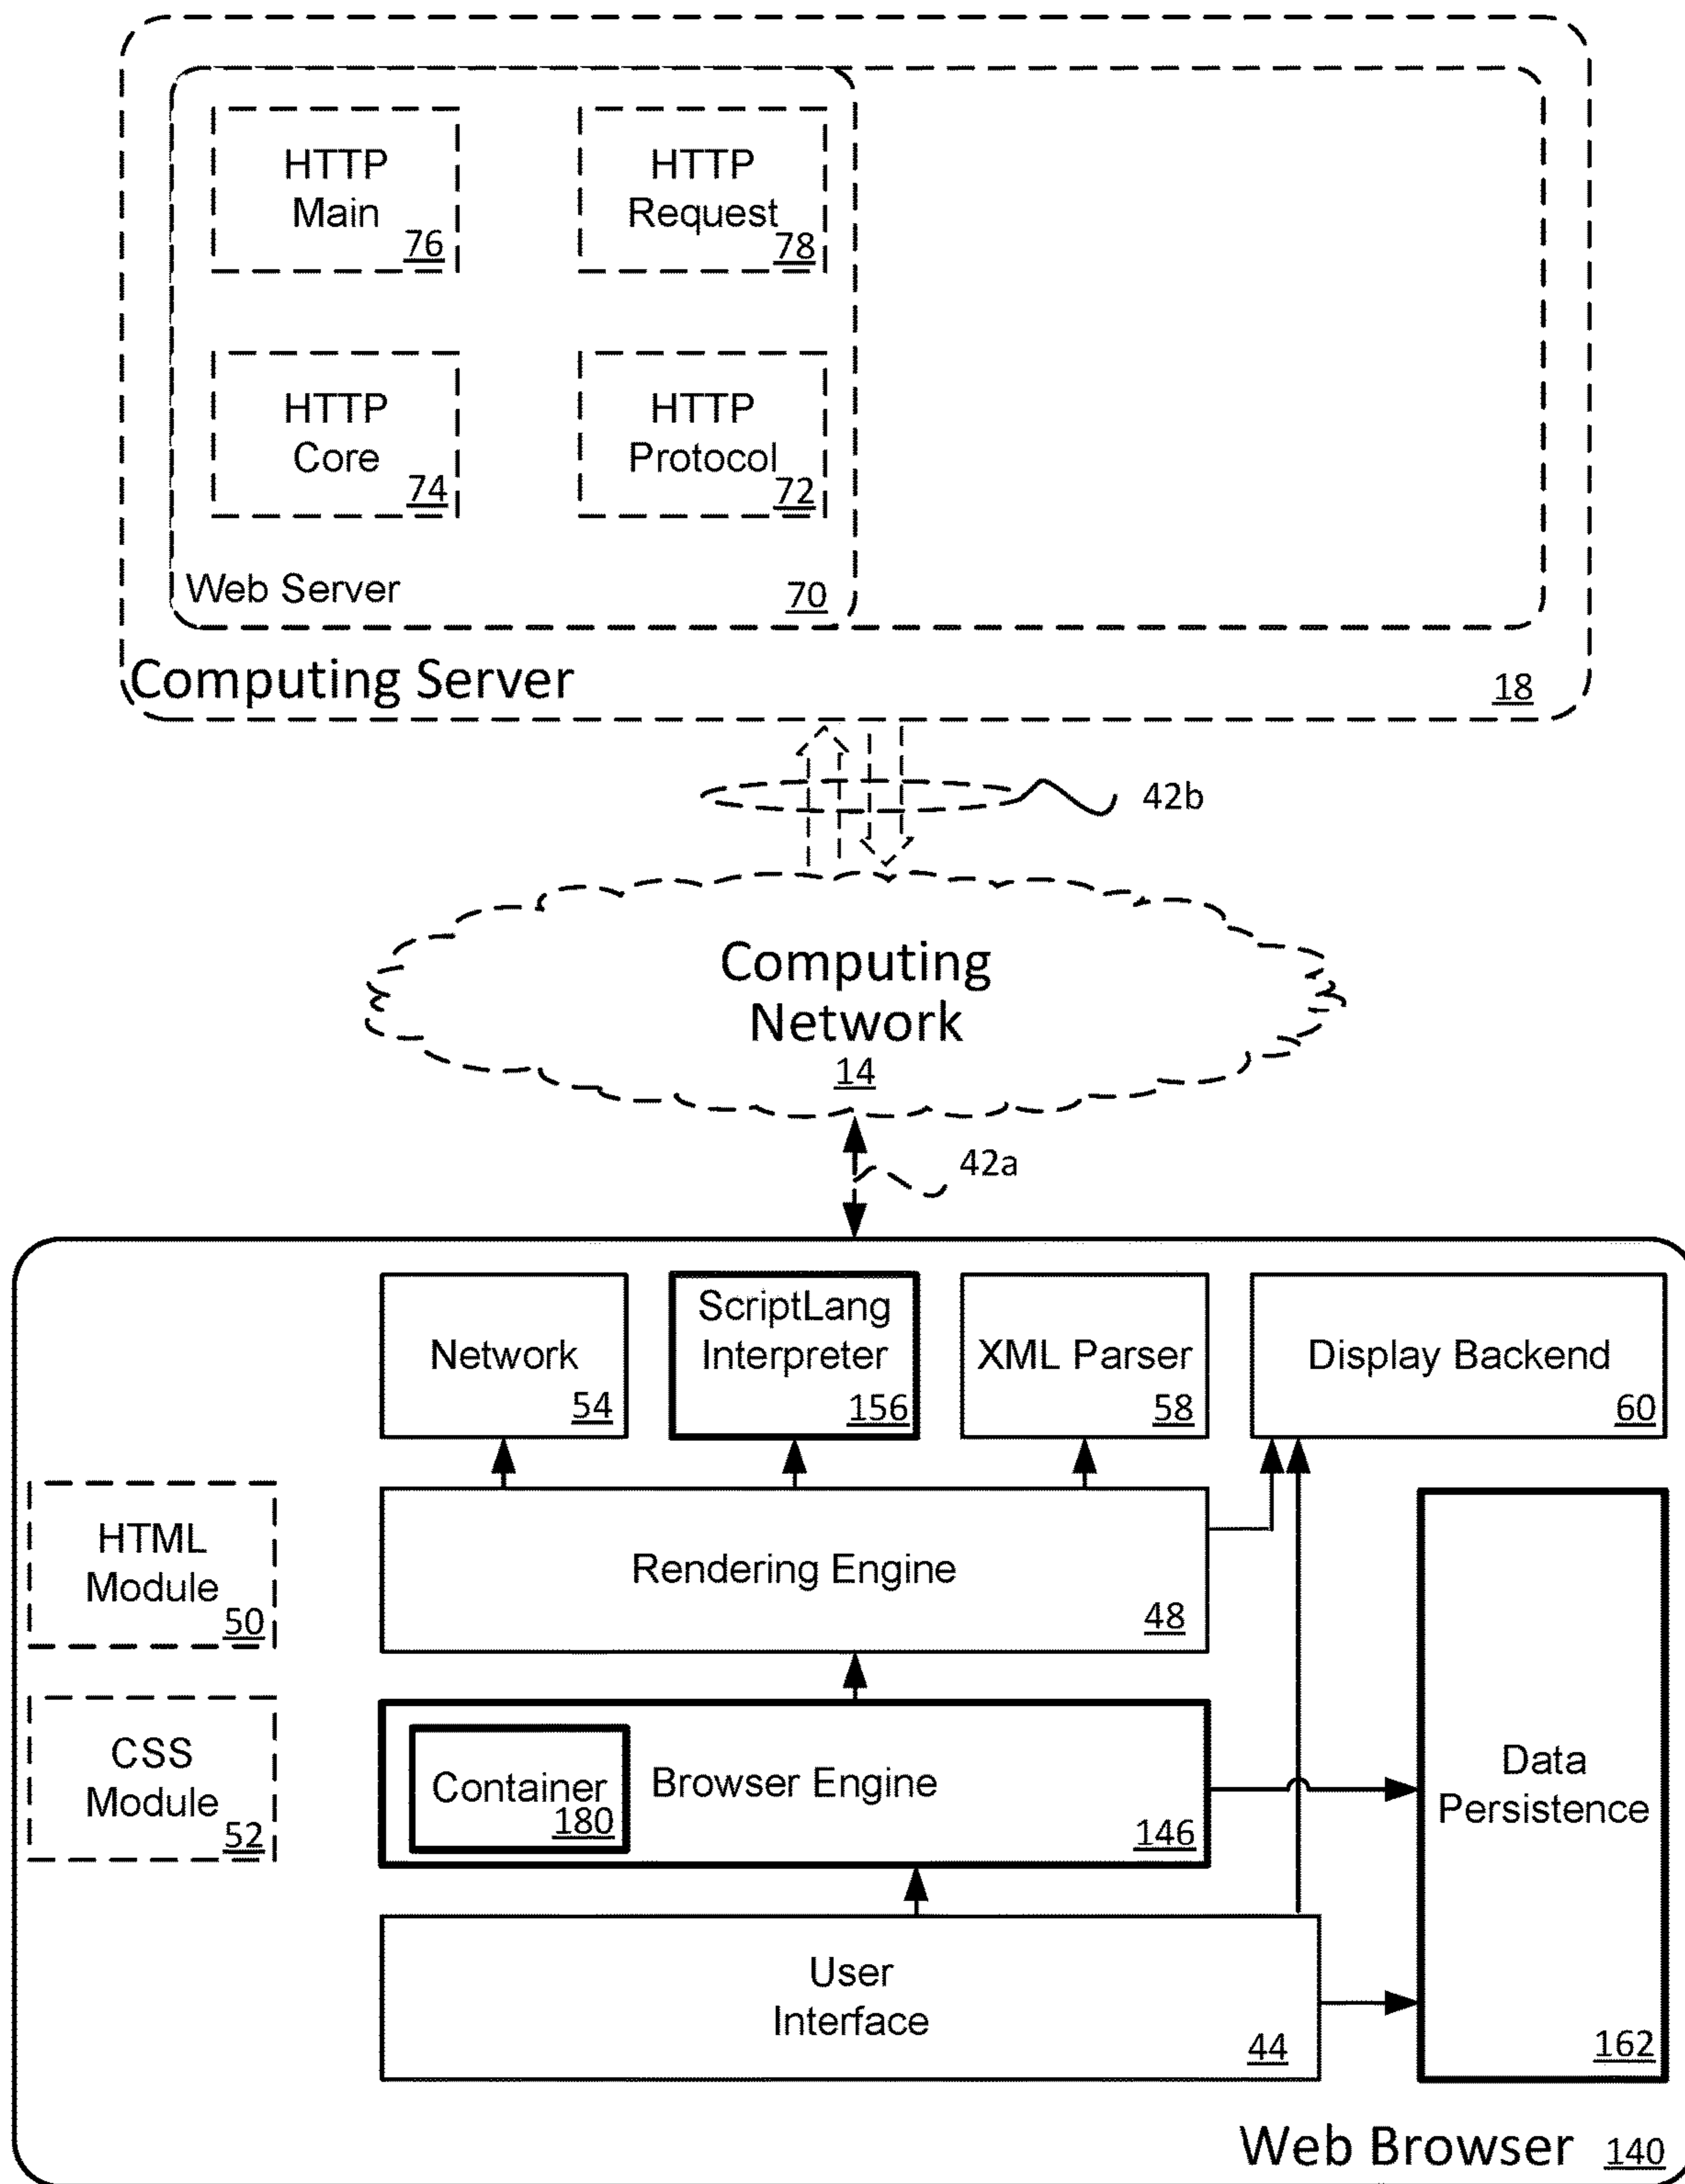 HTTP
Main
76
HTTP
Request
78
HTTP
Core
74
HTTP
Protocol
72
Web Server
70
Computing Server
18
42b
Computing
Network
14
42a
Network
54
ScriptLang
Interpreter
156
XML Parser
58
Display Backend
60
HTML
Module
50
Rendering Engine
48
CSS
Module
52
Container
180
Browser Engine
146
Data
Persistence
162
User
Interface
44
Web Browser 140